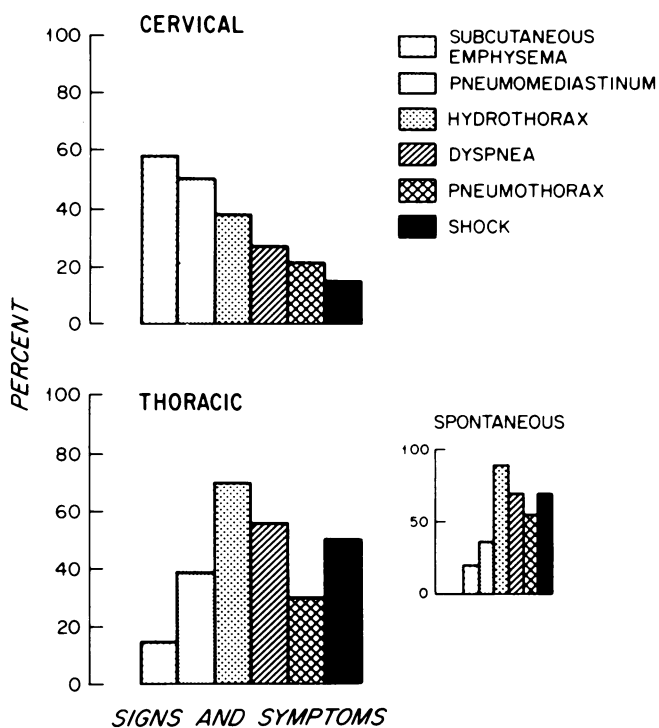 CERVICAL
100
80
60
40
20
0
SUBCUTANEOUS
EMPHYSEMA
PNEUMOMEDIASTINUM
HYDROTHORAX
DYSPNEA
PNEUMOTHORAX
SHOCK
PERCENT
THORACIC
100
80
60
40
20
0
SPONTANEOUS
100
50
0
SIGNS AND SYMPTOMS